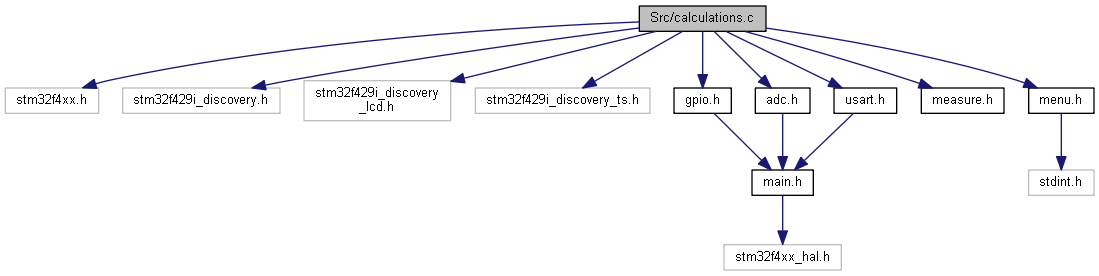 Src/calculations.c
stm32f4xx.h
stm32f429i_discovery.h
stm32f429i_discovery
_lcd.h
stm32f429i_discovery_ts.h
gpio.h
adc.h
usart.h
measure.h
menu.h
main.h
stdint.h
stm32f4xx_hal.h